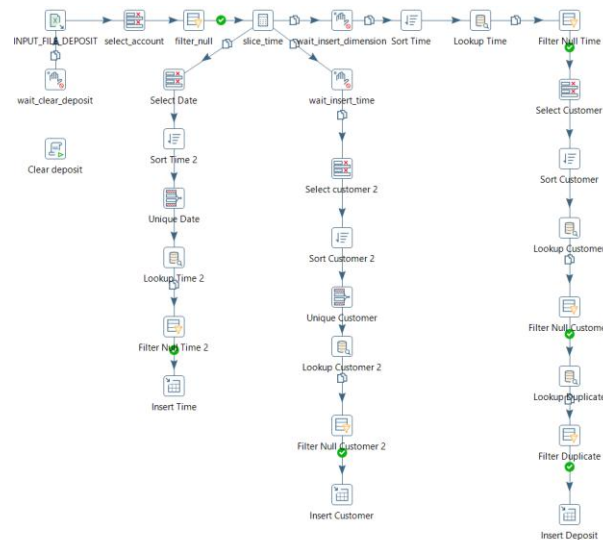 INPUT_FILL_DEPOSIT select_account filter_null slice_time wait_insert_dimension Sort Time Lookup Time Filter Null Time
wait_clear_deposit Select Date wait_insert_time Select Customer
Clear deposit Sort Time 2 Select customer 2 Sort Customer
Unique Date Sort Customer 2 Lookup Customer
Lookup Time 2 Unique Customer Filter Null Custome
Filter Null Time 2 Lookup Customer 2 Lookup Duplicate
Insert Time Filter Null Customer 2 Filter Duplicate
Insert Customer Insert Deposit